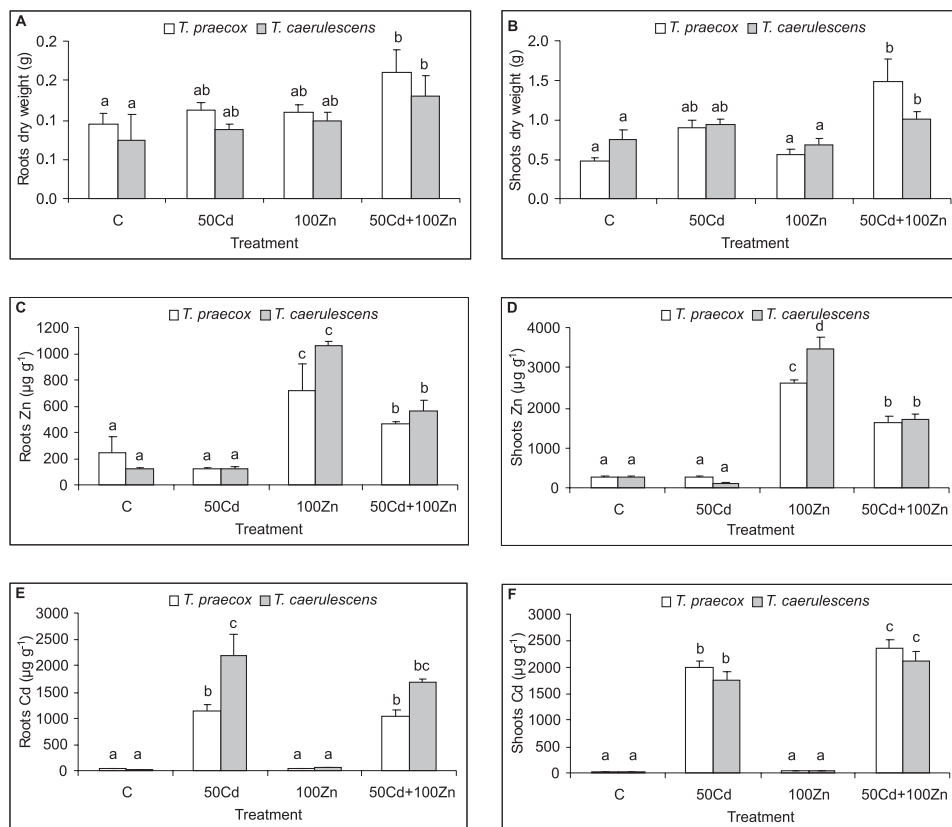 A
T. praecox T. caerulescens
Roots dry weight (g)
0.2
0.2
0.1
0.1
0.0
a a ab ab ab ab b b
C 50Cd 100Zn 50Cd+100Zn
Treatment
B
T. praecox T. caerulescens
Shoots dry weight (g)
2.0
1.5
1.0
0.5
0.0
a a ab ab a a b b
C 50Cd 100Zn 50Cd+100Zn
Treatment
C
T. praecox T. caerulescens
Roots Zn (µg g-1)
1200
1000
800
600
400
200
0
a a a c c b b
C 50Cd 100Zn 50Cd+100Zn
Treatment
D
T. praecox T. caerulescens
Shoots Zn (µg g-1)
4000
3000
2000
1000
0
a a a a c d b b
C 50Cd 100Zn 50Cd+100Zn
Treatment
E
T. praecox T. caerulescens
Roots Cd (µg g-1)
3000
2500
2000
1500
1000
500
0
a a b c a a b bc
C 50Cd 100Zn 50Cd+100Zn
Treatment
F
T. praecox T. caerulescens
Shoots Cd (µg g-1)
3000
2500
2000
1500
1000
500
0
a a b b a a c c
C 50Cd 100Zn 50Cd+100Zn
Treatment